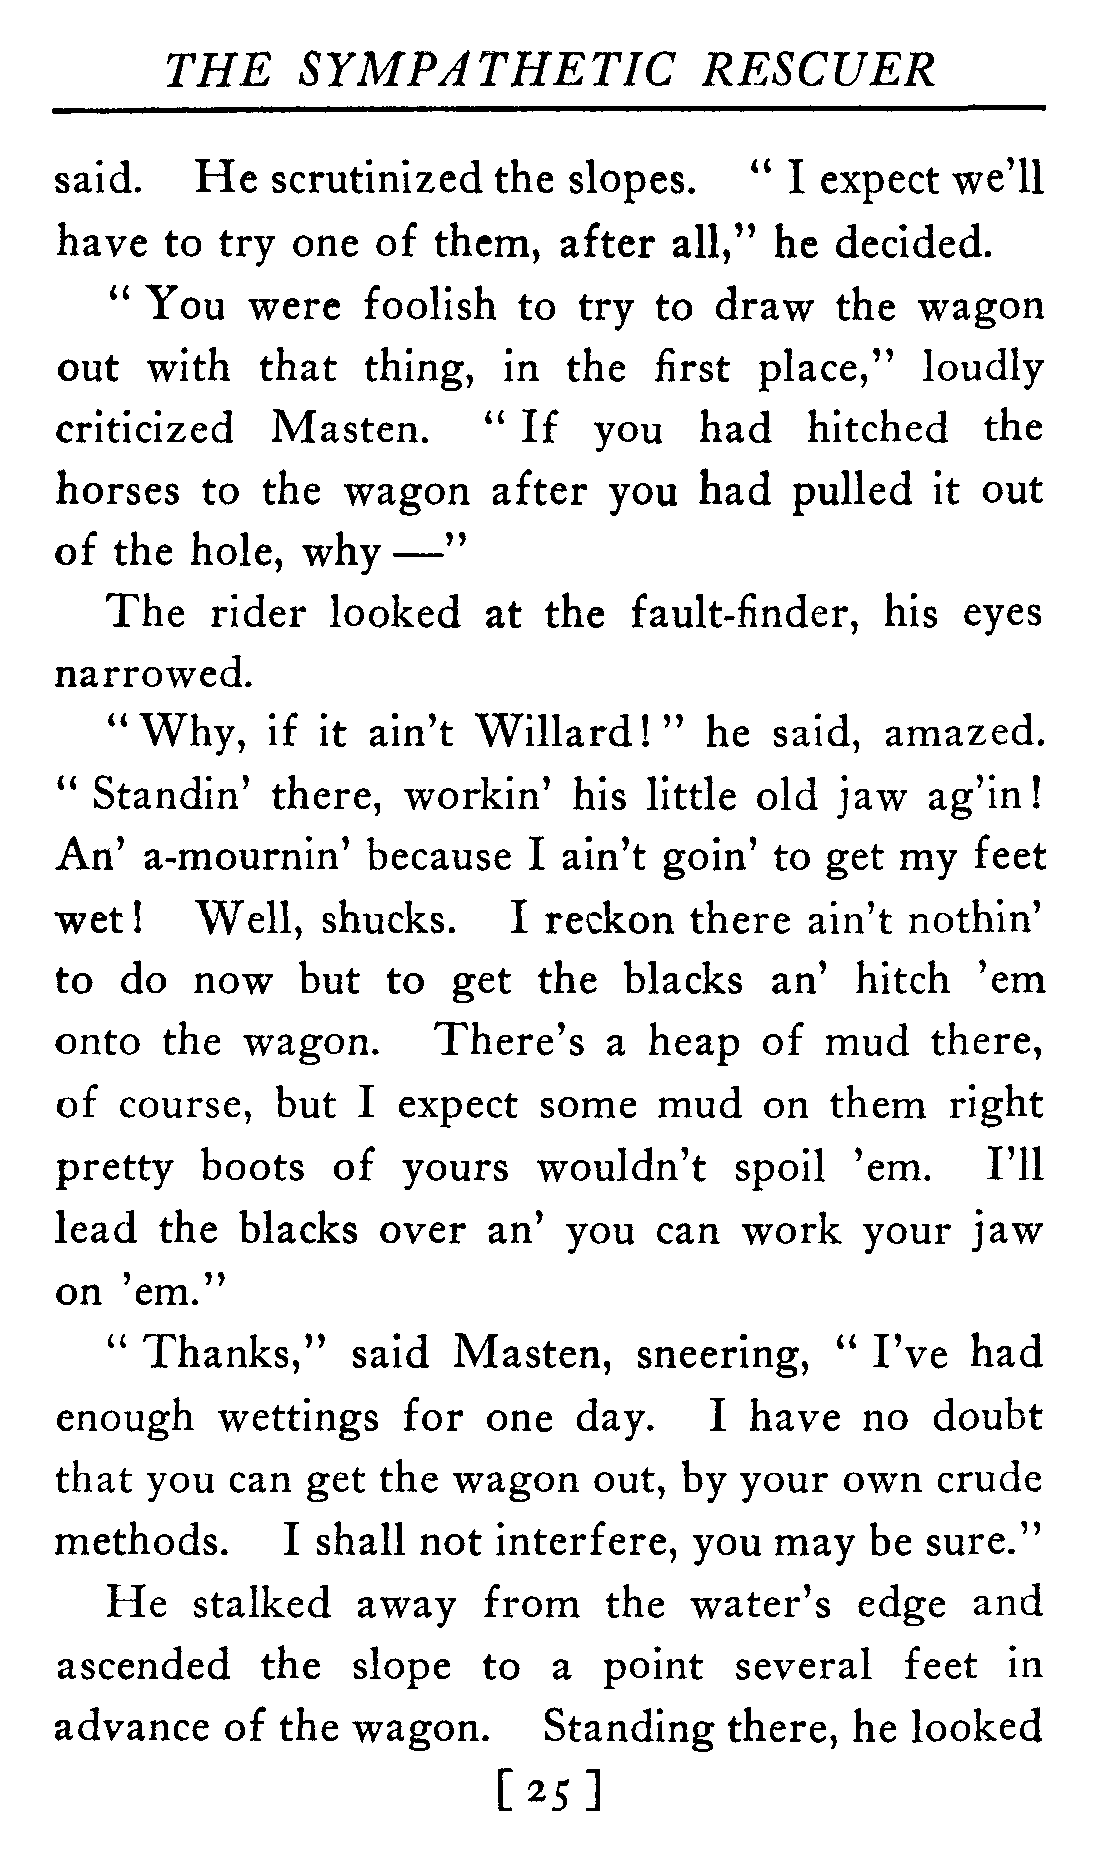 THE SYMPATHETIC RESCUER
said. He scrutinized the slopes. “ I expect we’ll
have to try one of them, after all,” he decided.
“ You were foolish to try to draw the wagon
out with that thing, in the first place,” loudly
criticized Masten. “ If you had hitched the
horses to the wagon after you had pulled it out
of the hole, why —”
The rider looked at the fault-finder, his eyes
narrowed.
“ Why, if it ain’t Willard! ” he said, amazed.
“ Standin’ there, workin’ his little old jaw ag’in!
An’ a-mournin’ because I ain’t goin’ to get my feet
wet! Well, shucks. I reckon there ain’t nothin’
to do now but to get the blacks an’ hitch ’em
onto the wagon. There’s a heap of mud there,
of course, but I expect some mud on them right
pretty boots of yours wouldn’t spoil ’em. I’ll
lead the blacks over an’ you can work your jaw
on ’em.”
“ Thanks,” said Masten, sneering, “ I’ve had
enough wettings for one day. I have no doubt
that you can get the wagon out, by your own crude
methods. I shall not interfere, you may be sure.”
He stalked away from the water’s edge and
ascended the slope to a point several feet in
advance of the wagon. Standing there, he looked
[ 25 ]